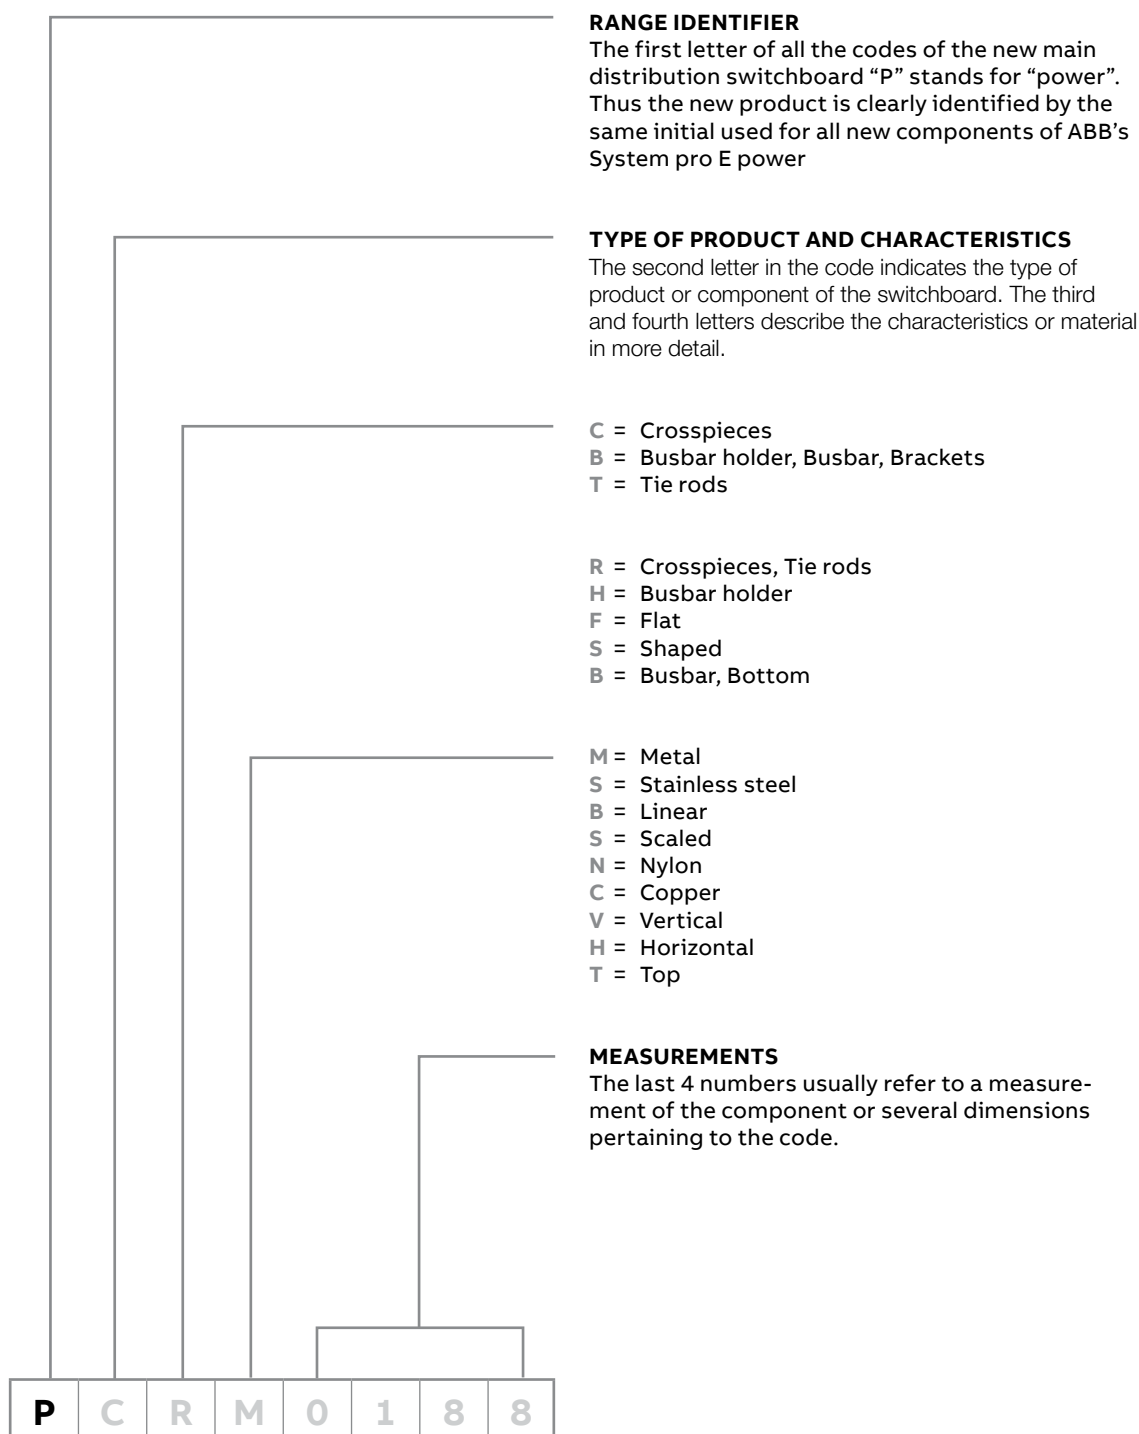 RANGE IDENTIFIER
The first letter of all the codes of the new main
distribution switchboard “P” stands for “power”.
Thus the new product is clearly identified by the
same initial used for all new components of ABB’s
System pro E power
TYPE OF PRODUCT AND CHARACTERISTICS
The second letter in the code indicates the type of
product or component of the switchboard. The third
and fourth letters describe the characteristics or material
in more detail.
C = Crosspieces
B = Busbar holder, Busbar, Brackets
T = Tie rods
R = Crosspieces, Tie rods
H = Busbar holder
F = Flat
S = Shaped
B = Busbar, Bottom
M = Metal
S = Stainless steel
B = Linear
S = Scaled
N = Nylon
C = Copper
V = Vertical
H = Horizontal
T = Top
MEASUREMENTS
The last 4 numbers usually refer to a measure-
ment of the component or several dimensions
pertaining to the code.
P C R M 0 1 8 8